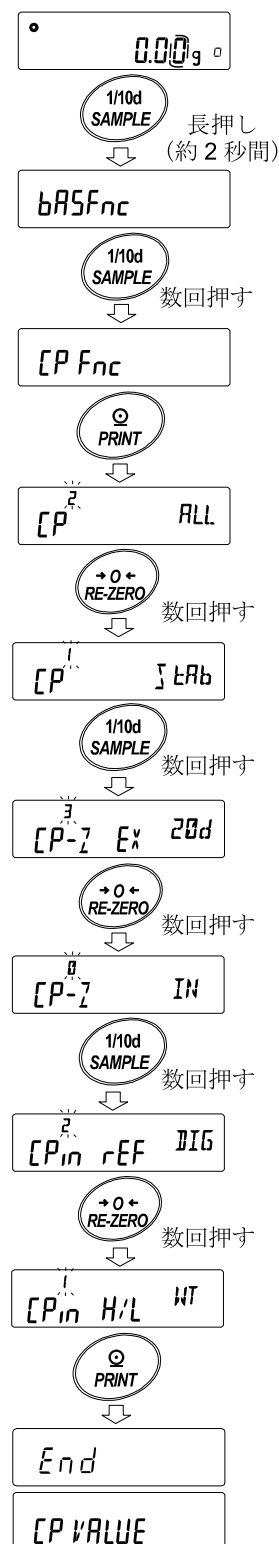 0.00g
1/10d
SAMPLE
長押し
(約2秒間)
bASFnc
1/10d
SAMPLE
数回押す
CP Fnc
PRINT
2
CP ALL
→0←
RE-ZERO
数回押す
1
CP StAb
1/10d
SAMPLE
数回押す
3
CP-Z Ex 20d
→0←
RE-ZERO
数回押す
0
CP-Z IN
1/10d
SAMPLE
数回押す
2
CPin rEF DIG
→0←
RE-ZERO
数回押す
1
CPin H/L WT
PRINT
End
CP VALUE